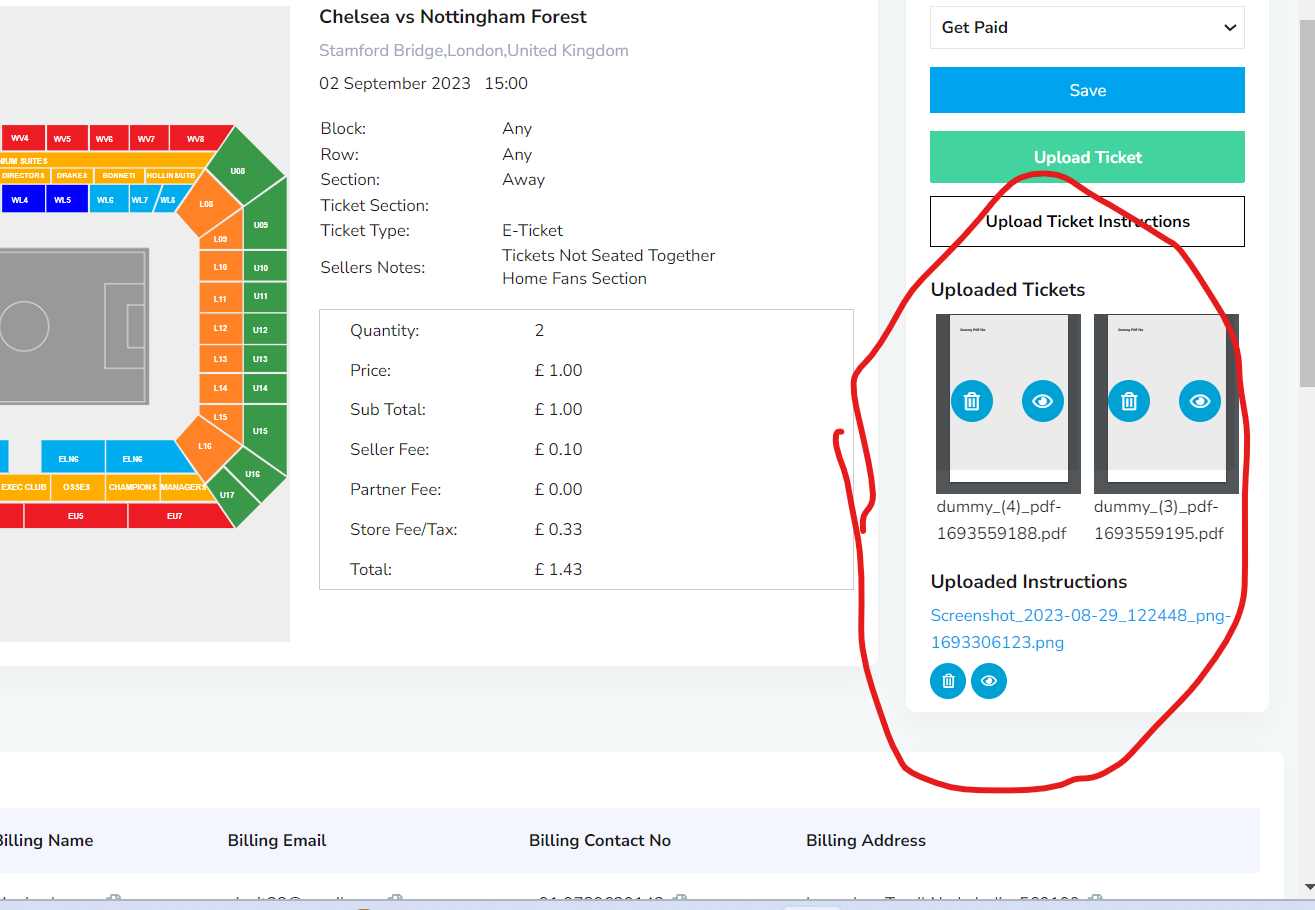 Chelsea vs Nottingham Forest
Stamford Bridge,London,United Kingdom
02 September 2023 15:00
Block: Any
Row: Any
Section: Away
Ticket Section:
Ticket Type: E-Ticket
Sellers Notes: Tickets Not Seated Together
Home Fans Section
Quantity: 2
Price: £ 1.00
Sub Total: £ 1.00
Seller Fee: £ 0.10
Partner Fee: £ 0.00
Store Fee/Tax: £ 0.33
Total: £ 1.43
WV4 WV5 WV6 WV7 WV8
SUITES
DIRECTORS DRAKES BONNETI HOLLINS/UTB
WL4 WL5 WL6 WL7 WL8
U08
L08
U09
L09
L10 U10
L11 U11
L12 U12
L13 U13
L14 U14
L15 U15
L16
U16
U17
ELN6 ELN6
EXEC CLUB OSSES CHAMPIONS MANAGERS
EU5 EU7
Get Paid
Save
Upload Ticket
Upload Ticket Instructions
Uploaded Tickets
Dummy PDF file Dummy PDF file
dummy_(4)_pdf-
1693559188.pdf
dummy_(3)_pdf-
1693559195.pdf
Uploaded Instructions
Screenshot_2023-08-29_122448_png-
1693306123.png
Billing Name Billing Email Billing Contact No Billing Address